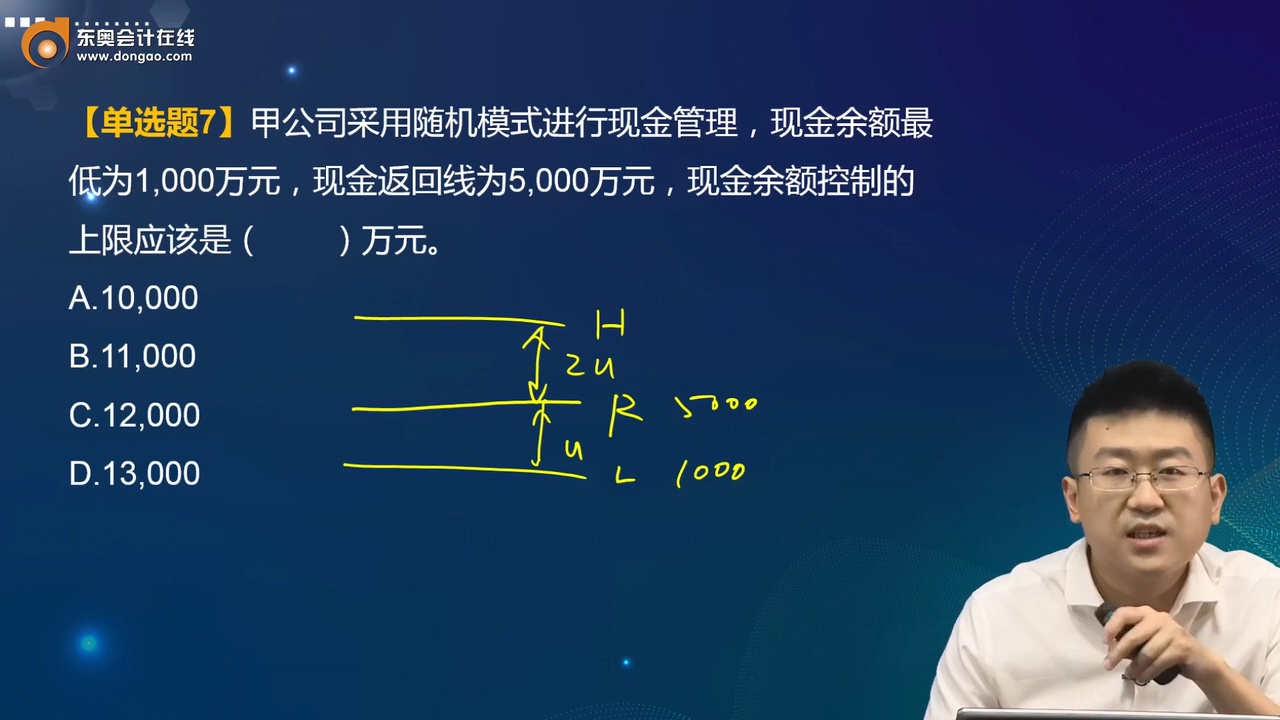 东奥会计在线
www.dongao.com
【单选题7】甲公司采用随机模式进行现金管理，现金余额最
低为1,000万元，现金返回线为5,000万元，现金余额控制的
上限应该是（　　）万元。
A.10,000
B.11,000
C.12,000
D.13,000
H
2u
R 5000
u
L 1000